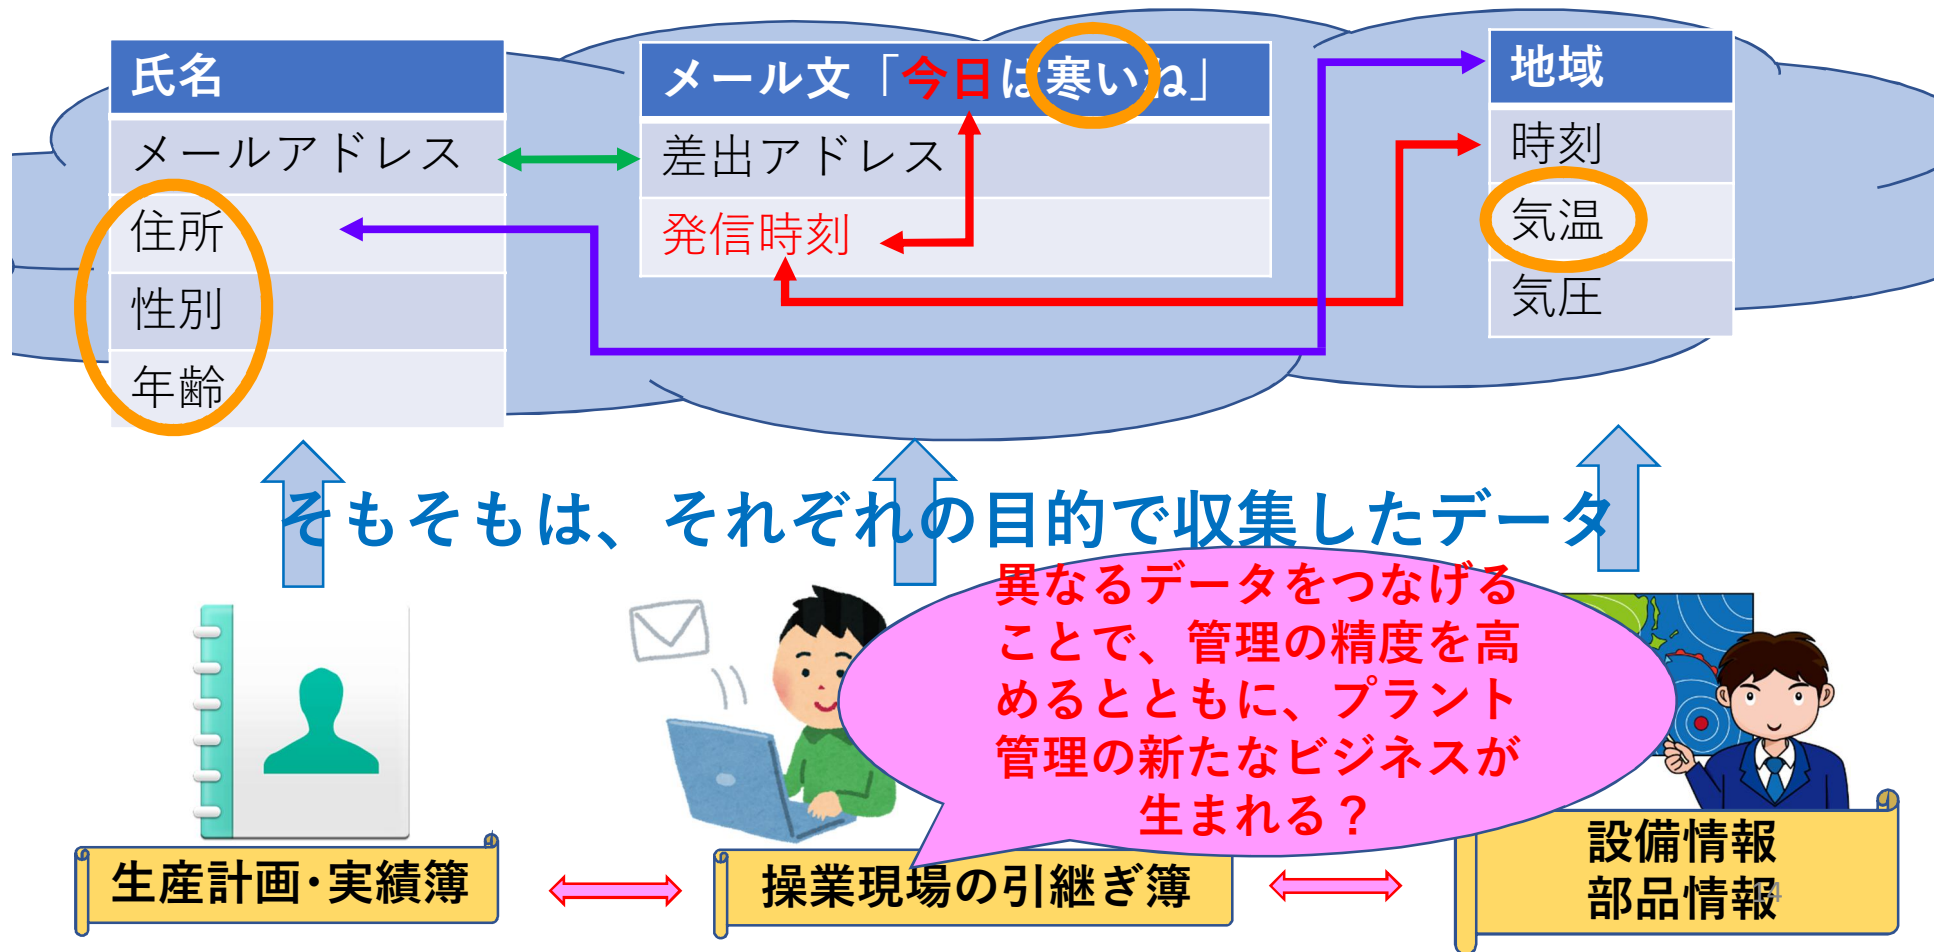 氏名
メールアドレス
住所
性別
年齢
メール文「今日は寒いね」
差出アドレス
発信時刻
地域
時刻
気温
気圧
そもそもは、それぞれの目的で収集したデータ
異なるデータをつなげる
ことで、管理の精度を高
めるとともに、プラント
管理の新たなビジネスが
生まれる？
生産計画・実績簿
操業現場の引継ぎ簿
設備情報
部品情報
14